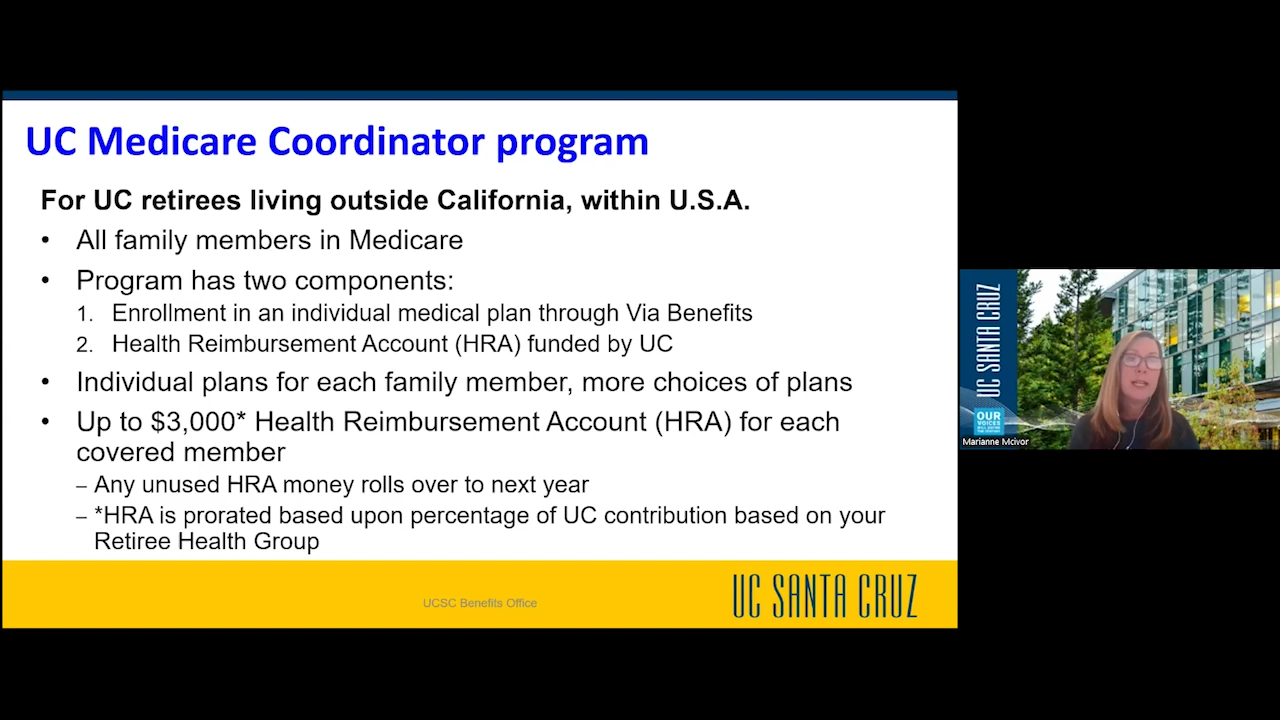 UC Medicare Coordinator program
For UC retirees living outside California, within U.S.A.
• All family members in Medicare
• Program has two components:
1. Enrollment in an individual medical plan through Via Benefits
2. Health Reimbursement Account (HRA) funded by UC
• Individual plans for each family member, more choices of plans
• Up to $3,000* Health Reimbursement Account (HRA) for each
covered member
– Any unused HRA money rolls over to next year
– *HRA is prorated based upon percentage of UC contribution based on your
Retiree Health Group
UCSC Benefits Office
UC SANTA CRUZ
UC SANTA CRUZ
OUR
VOICES
Marianne McIvor